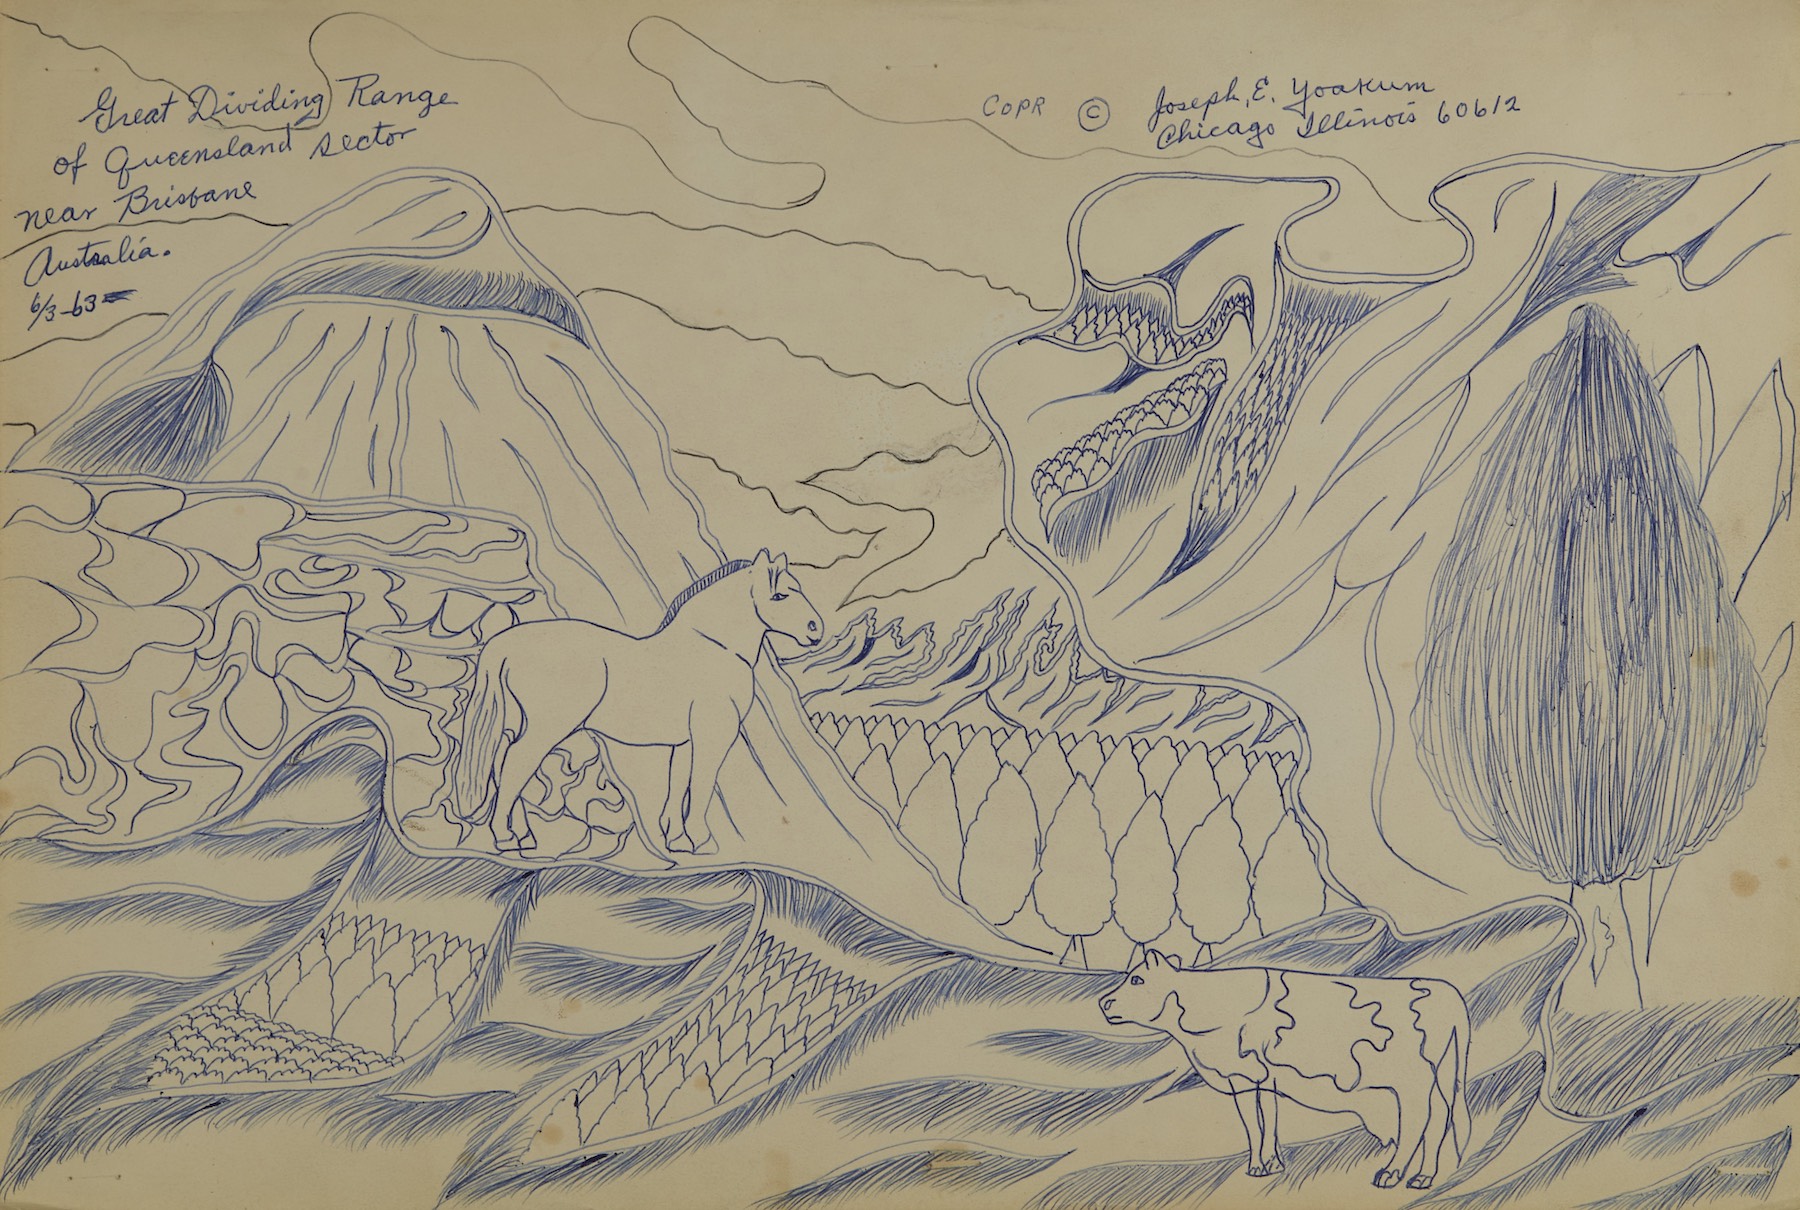 Great Dividing Range
of Queensland sector
near Brisbane
Australia.
6/3-63
COPR © Joseph, E. Yoakum
Chicago Illinois 60612